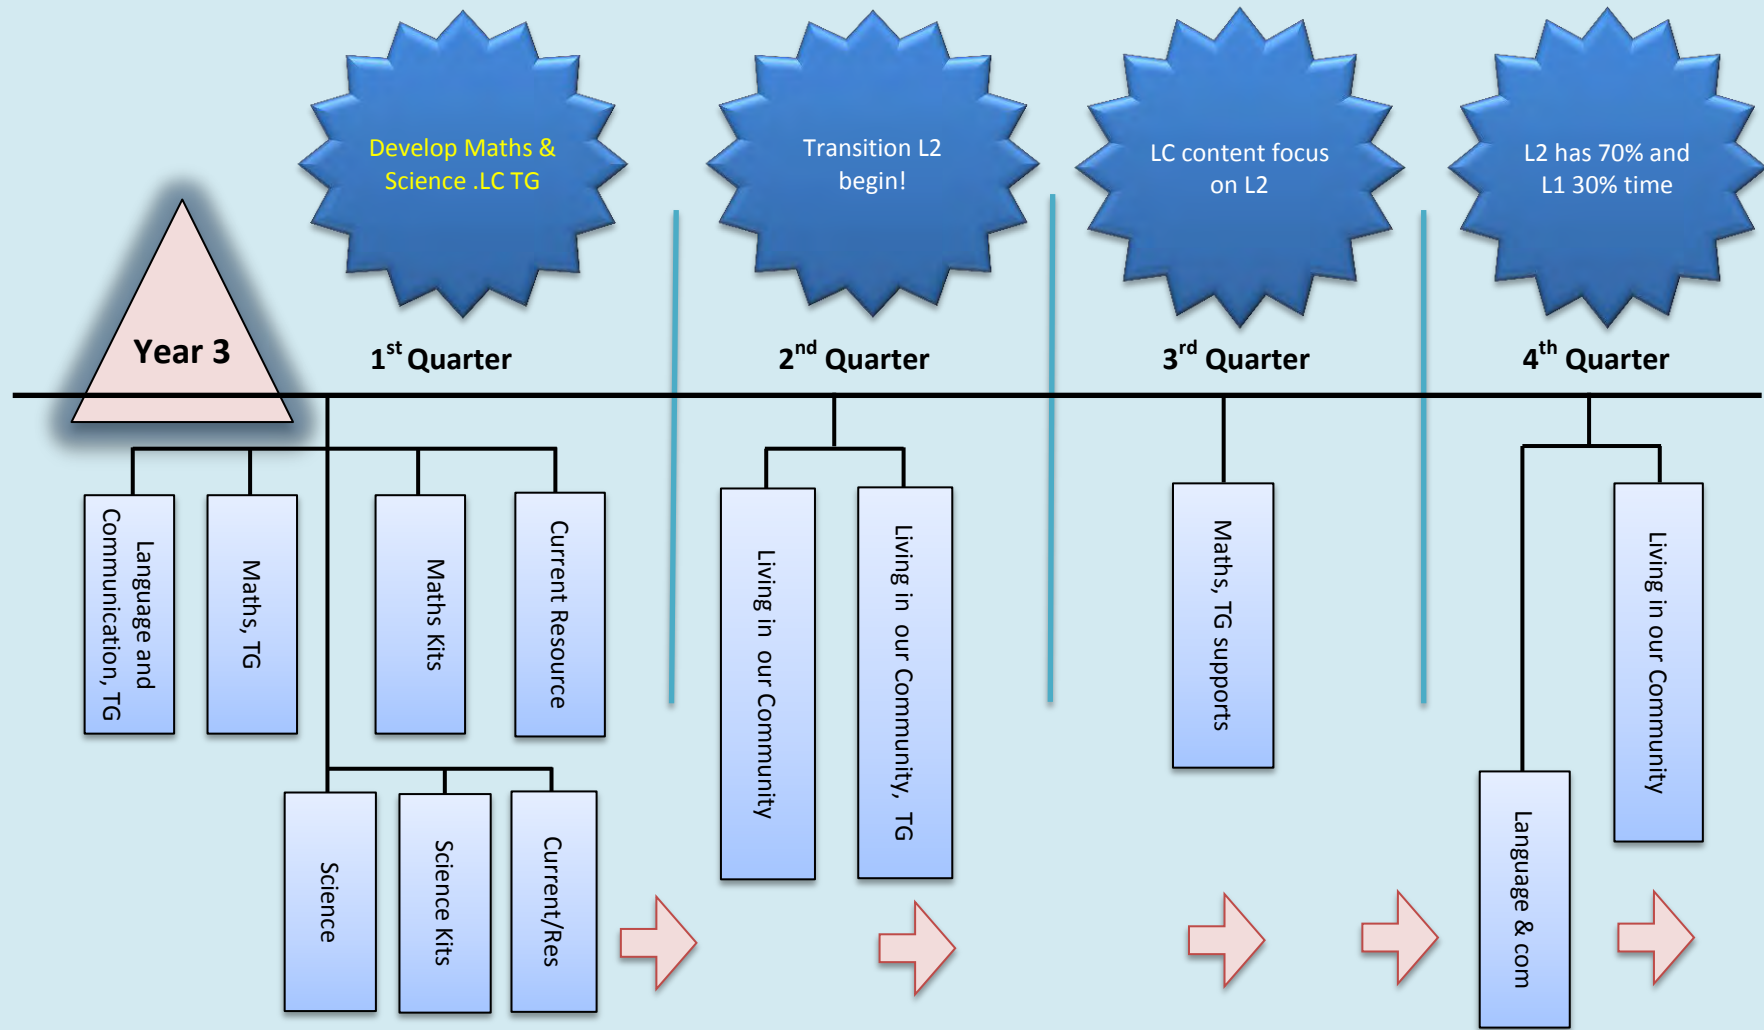 Develop Maths &
Science .LC TG
Transition L2
begin!
LC content focus
on L2
L2 has 70% and
L1 30% time
Year 3
1st Quarter
2nd Quarter
3rd Quarter
4th Quarter
Language and
Communication, TG
Maths, TG
Maths Kits
Current Resource
Living in our Community
Living in our Community, TG
Maths, TG supports
Living in our Community
Science
Science Kits
Current/Res
Language & com